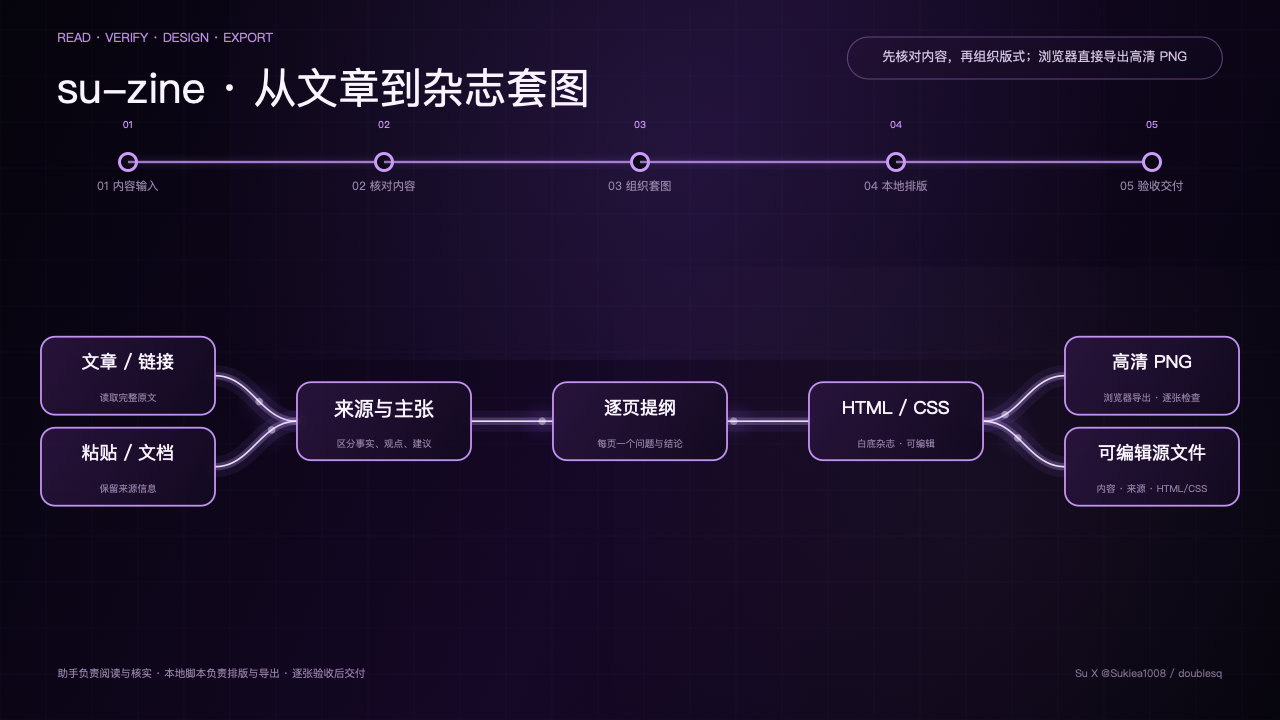 READ · VERIFY · DESIGN · EXPORT
先核对内容，再组织版式；浏览器直接导出高清 PNG
su-zine · 从文章到杂志套图
01
02
03
04
05
01 内容输入
02 核对内容
03 组织套图
04 本地排版
05 验收交付
文章 / 链接
读取完整原文
粘贴 / 文档
保留来源信息
来源与主张
区分事实、观点、建议
逐页提纲
每页一个问题与结论
HTML / CSS
白底杂志 · 可编辑
高清 PNG
浏览器导出 · 逐张检查
可编辑源文件
内容 · 来源 · HTML/CSS
助手负责阅读与核实 · 本地脚本负责排版与导出 · 逐张验收后交付
Su X @Sukiea1008 / doublesq